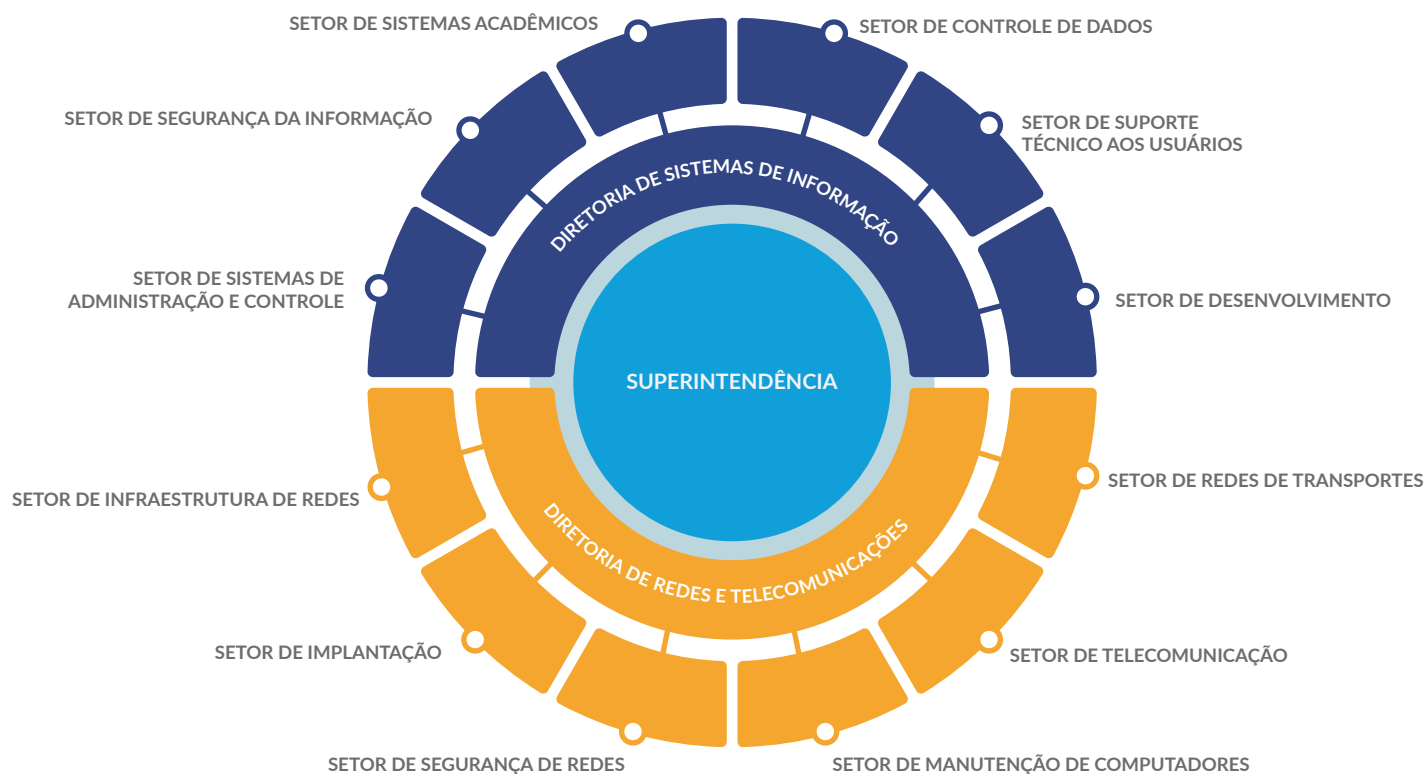 SETOR DE SISTEMAS ACADÊMICOS
SETOR DE CONTROLE DE DADOS
SETOR DE SEGURANÇA DA INFORMAÇÃO
SETOR DE SUPORTE
TÉCNICO AOS USUÁRIOS
DIRETORIA DE SISTEMAS DE INFORMAÇÃO
SETOR DE SISTEMAS DE
ADMINISTRAÇÃO E CONTROLE
SETOR DE DESENVOLVIMENTO
SUPERINTENDÊNCIA
SETOR DE REDES DE TRANSPORTES
SETOR DE INFRAESTRUTURA DE REDES
DIRETORIA DE REDES E TELECOMUNICAÇÕES
SETOR DE IMPLANTAÇÃO
SETOR DE TELECOMUNICAÇÃO
SETOR DE SEGURANÇA DE REDES
SETOR DE MANUTENÇÃO DE COMPUTADORES